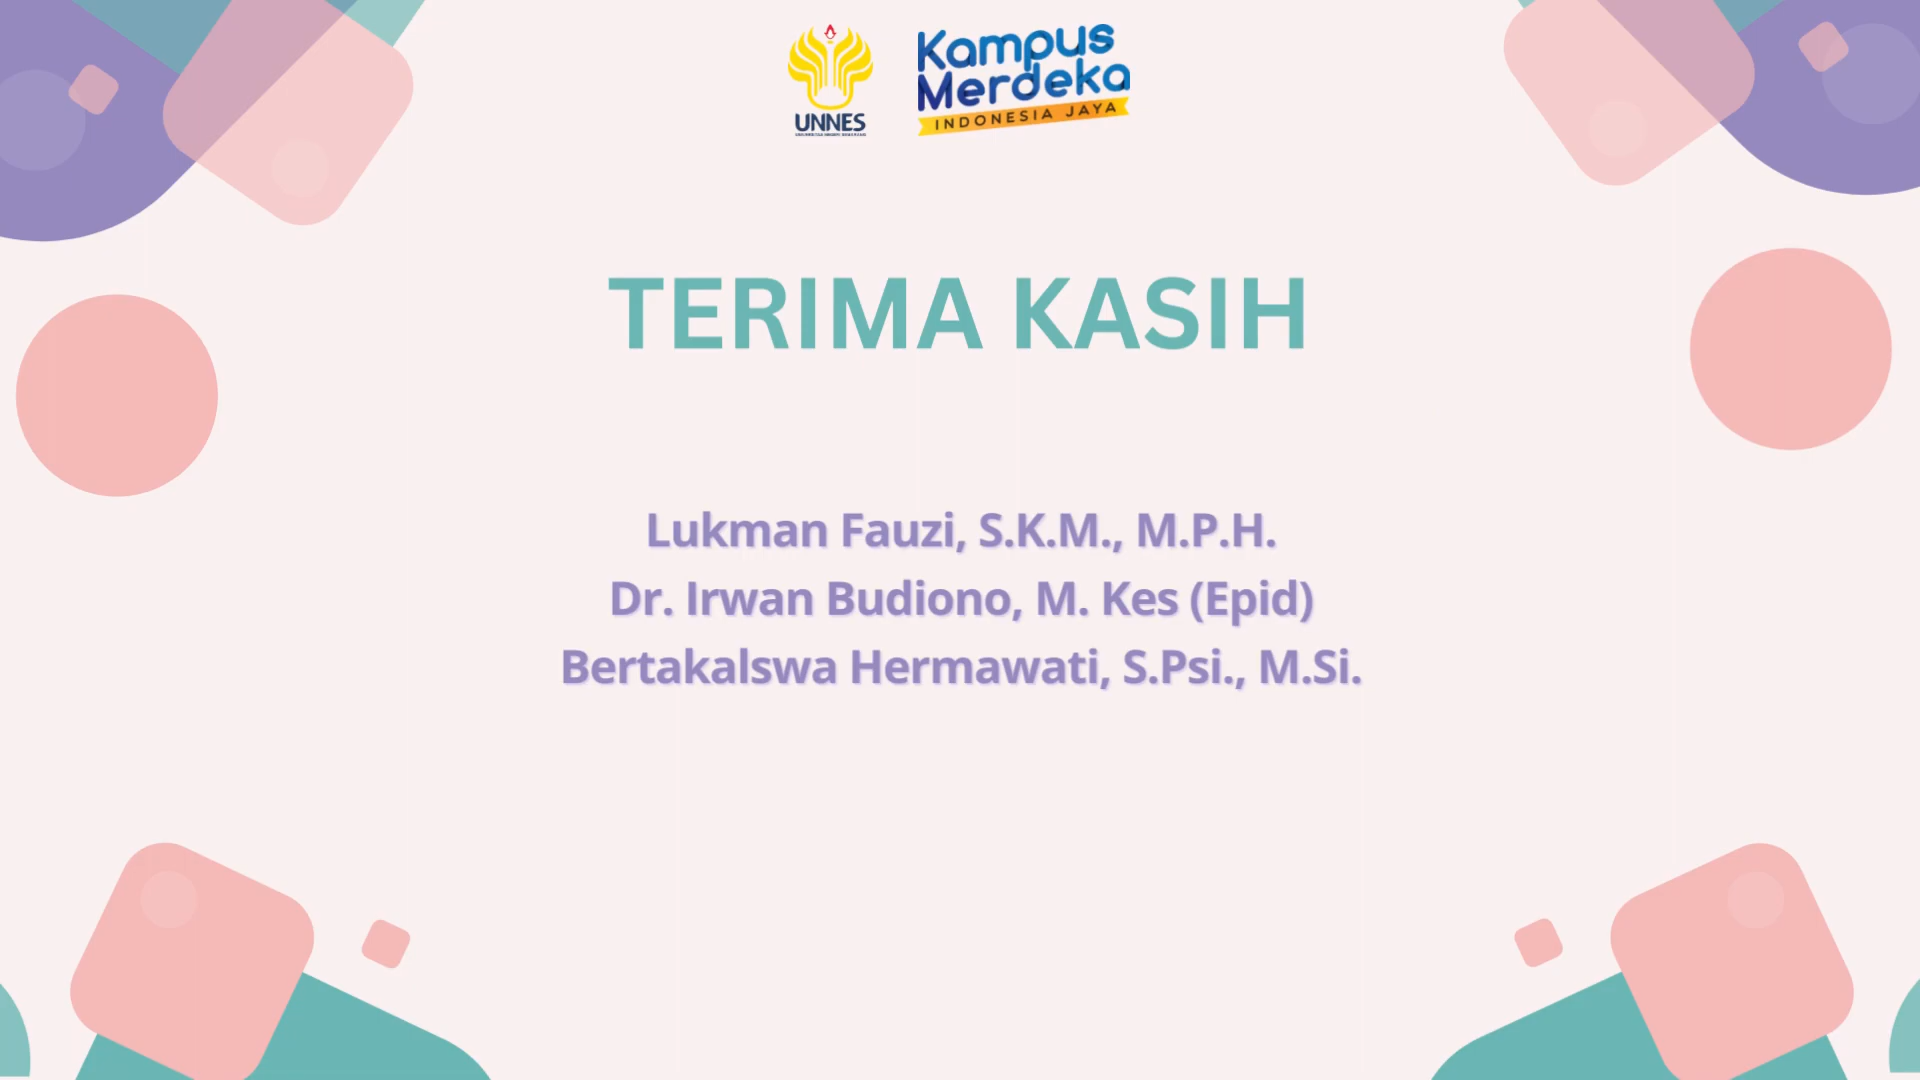 UNNES
Kampus
Merdeka
INDONESIA JAYA
TERIMA KASIH
Lukman Fauzi, S.K.M., M.P.H.
Dr. Irwan Budiono, M. Kes (Epid)
Bertakalswa Hermawati, S.Psi., M.Si.